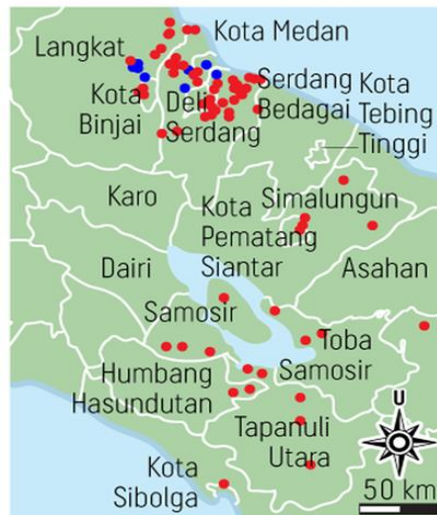 Kota Medan
Langkat
Serdang
Bedagai
Kota
Tebing
Tinggi
Kota
Binjai
Deli
Serdang
Karo
Kota
Pematang
Siantar
Simalungun
Dairi
Asahan
Samosir
Toba
Samosir
Humbang
Hasundutan
Tapanuli
Utara
Kota
Sibolga
U
50 km